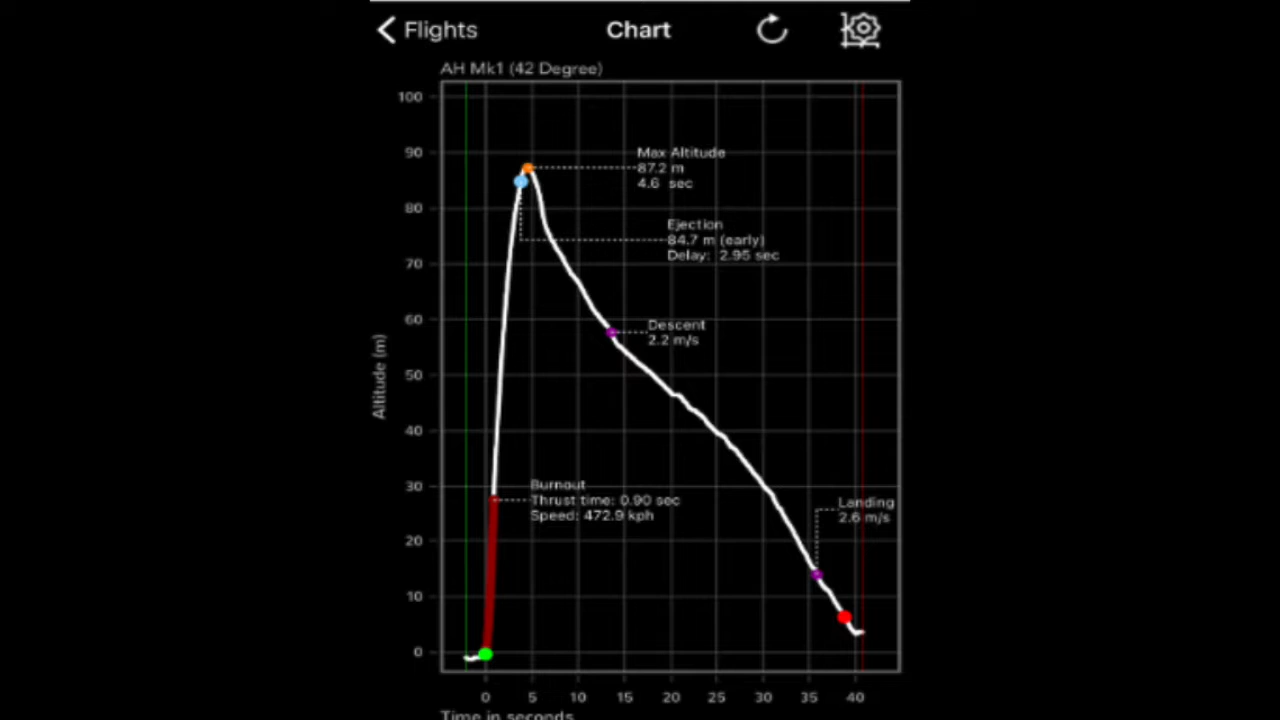 Flights
Chart
AH Mk1 (42 Degree)
100
90
80
70
60
50
40
30
20
10
0
Altitude (m)
Max Altitude
87.2 m
4.6 sec
Ejection
84.7 m (early)
Delay: 2.95 sec
Descent
2.2 m/s
Burnout
Thrust time: 0.90 sec
Speed: 472.9 kph
Landing
2.6 m/s
0 5 10 15 20 25 30 35 40
Time in seconds